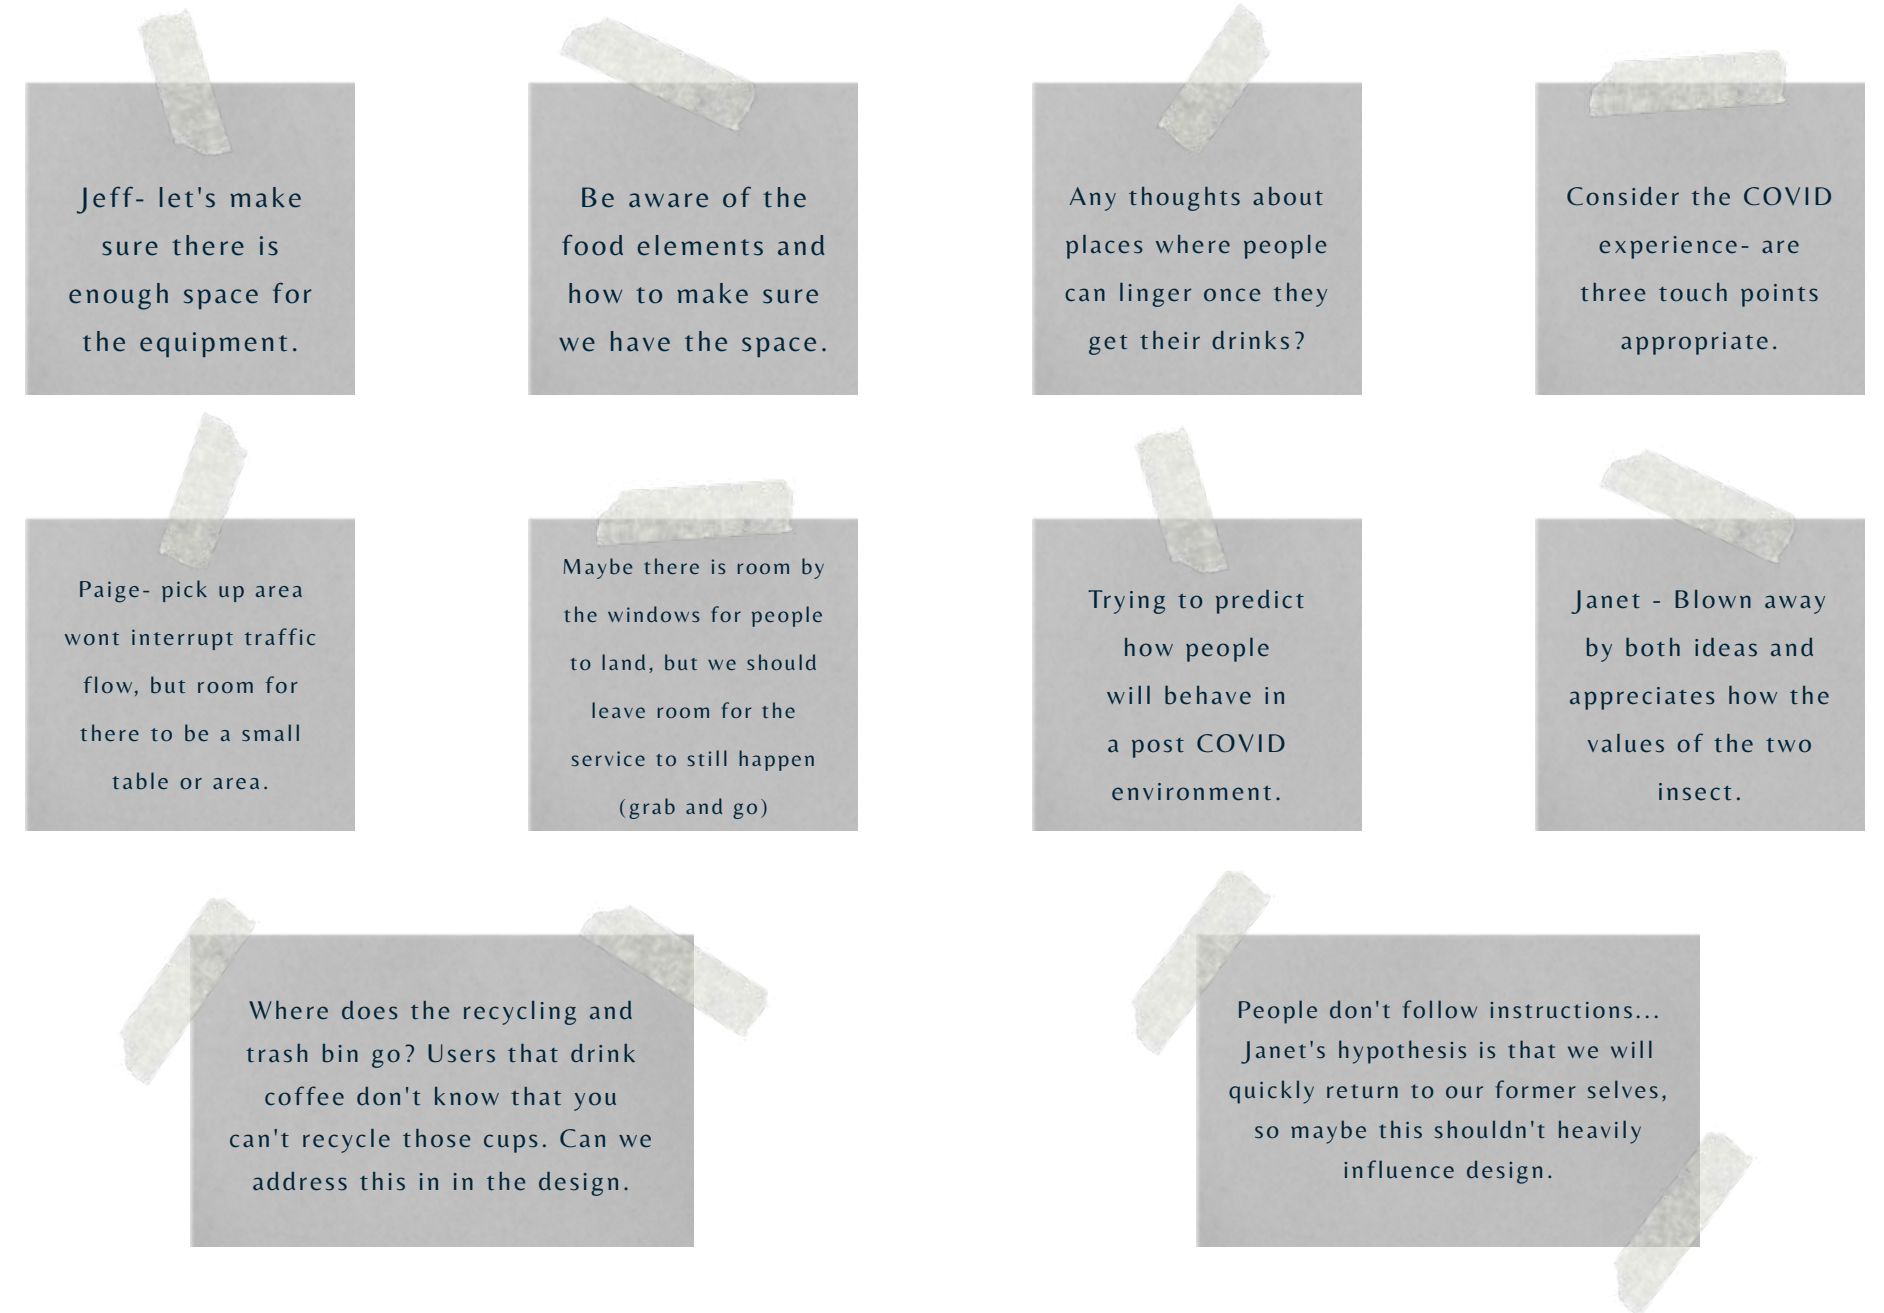 Jeff- let's make
sure there is
enough space for
the equipment.
Be aware of the
food elements and
how to make sure
we have the space.
Any thoughts about
places where people
can linger once they
get their drinks?
Consider the COVID
experience- are
three touch points
appropriate.
Paige- pick up area
wont interrupt traffic
flow, but room for
there to be a small
table or area.
Maybe there is room by
the windows for people
to land, but we should
leave room for the
service to still happen
(grab and go)
Trying to predict
how people
will behave in
a post COVID
environment.
Janet - Blown away
by both ideas and
appreciates how the
values of the two
insect.
Where does the recycling and
trash bin go? Users that drink
coffee don't know that you
can't recycle those cups. Can we
address this in in the design.
People don't follow instructions...
Janet's hypothesis is that we will
quickly return to our former selves,
so maybe this shouldn't heavily
influence design.